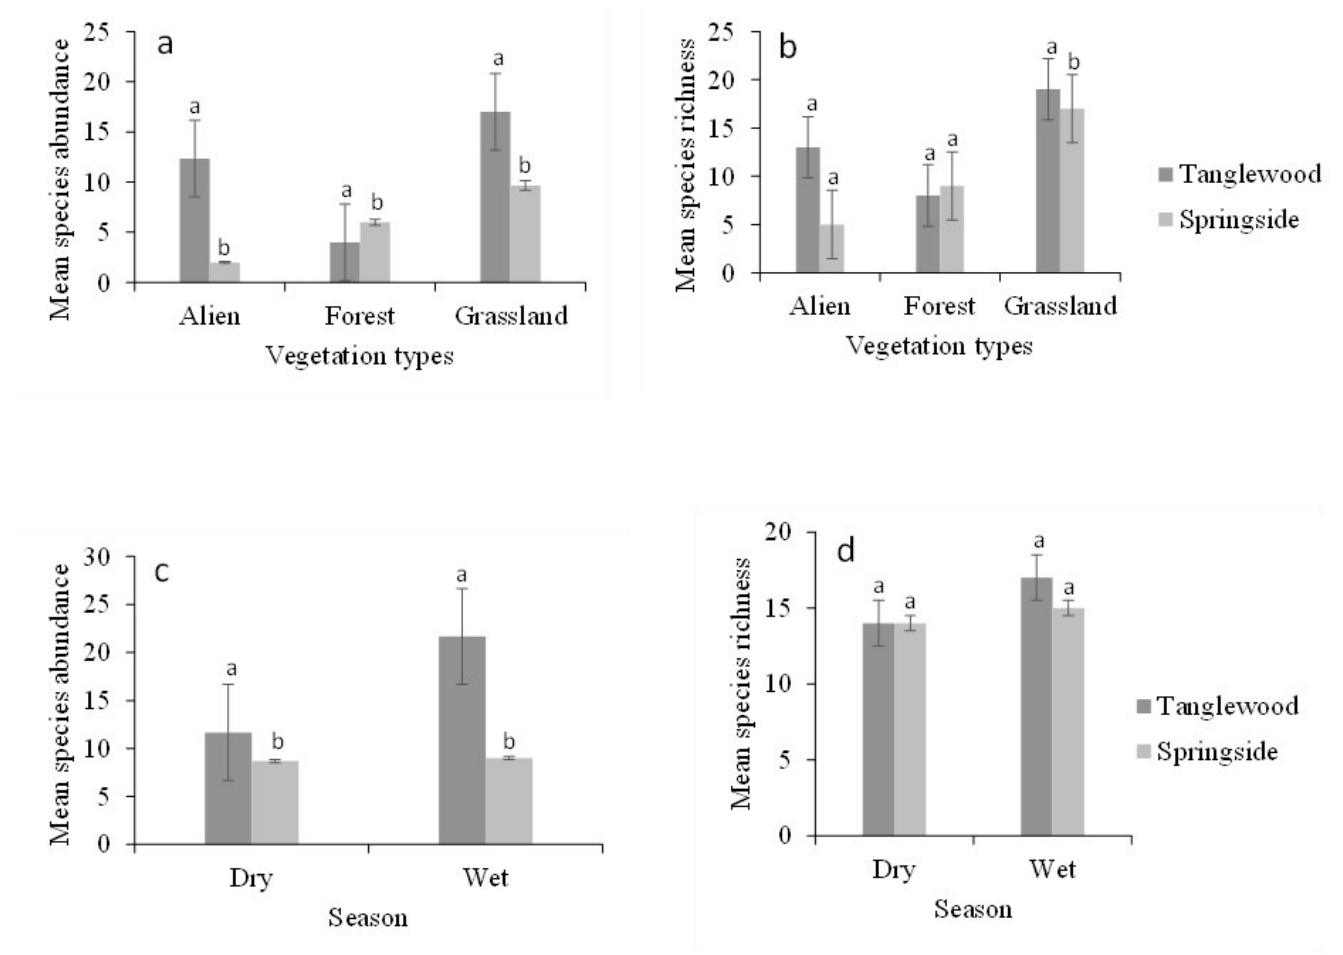 a
Mean species abundance
25
20
15
10
5
0
a
b
a
b
a
b
Alien Forest Grassland
Vegetation types
b
Mean species richness
25
20
15
10
5
0
a
a
a
a
a
b
Alien Forest Grassland
Vegetation types
Tanglewood
Springside
c
Mean species abundance
30
25
20
15
10
5
0
a
b
a
b
Dry Wet
Season
d
Mean species richness
20
15
10
5
0
a
a
a
a
Dry Wet
Season
Tanglewood
Springside